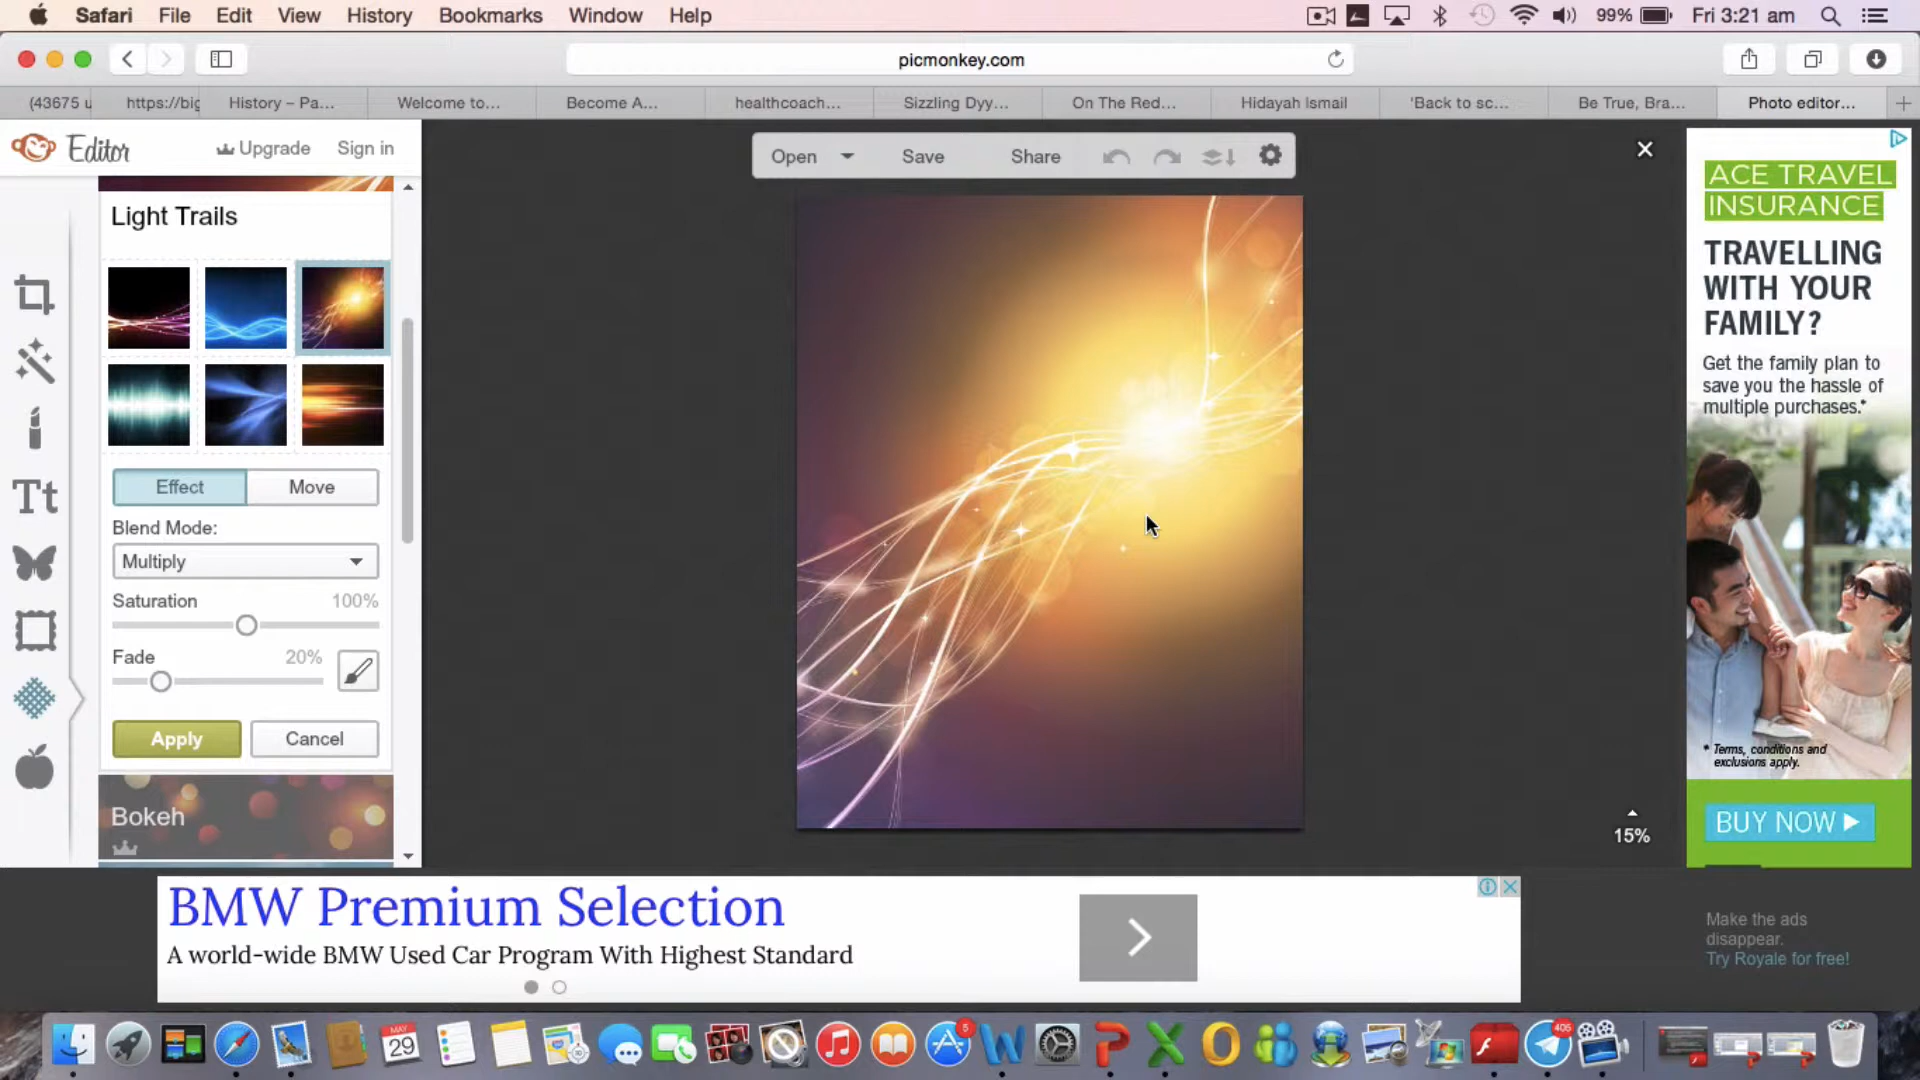 Safari File Edit View History Bookmarks Window Help 99% Fri 3:21 am
picmonkey.com
(43675 u https://big History – Pa... Welcome to... Become A... healthcoach... Sizzling Dyy... On The Red... Hidayah Ismail 'Back to sc... Be True, Bra... Photo editor...
Editor Upgrade Sign in
Open Save Share
Light Trails
Effect Move
Blend Mode:
Multiply
Saturation 100%
Fade 20%
Apply Cancel
Bokeh
15%
ACE TRAVEL
INSURANCE
TRAVELLING
WITH YOUR
FAMILY?
Get the family plan to
save you the hassle of
multiple purchases.*
* Terms, conditions and
exclusions apply.
BUY NOW
BMW Premium Selection
A world-wide BMW Used Car Program With Highest Standard
Make the ads
disappear.
Try Royale for free!
MAY
29
5
405